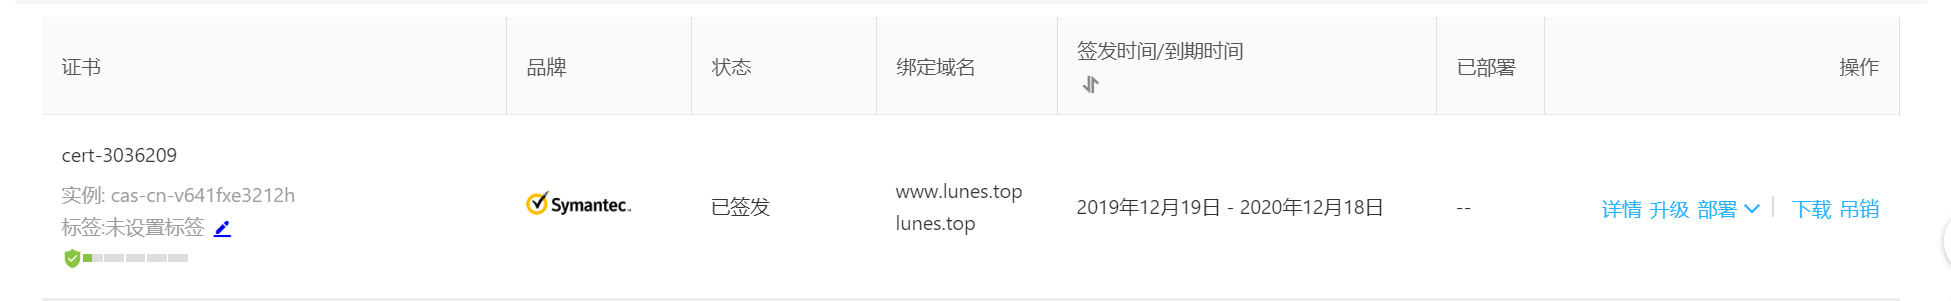 证书
品牌
状态
绑定域名
签发时间/到期时间
已部署
操作
cert-3036209
实例: cas-cn-v641fxe3212h
标签:未设置标签
Symantec.
已签发
www.lunes.top
lunes.top
2019年12月19日 - 2020年12月18日
--
详情 升级 部署 下载 吊销